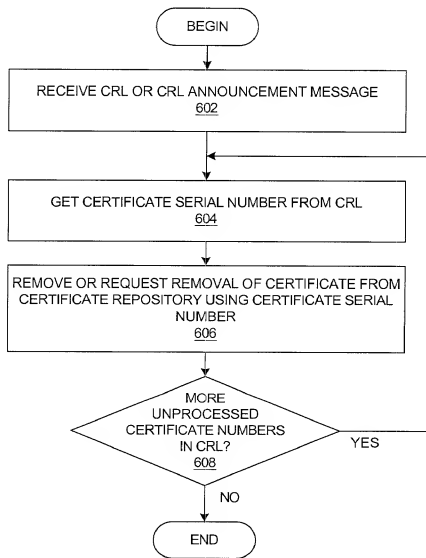 BEGIN
RECEIVE CRL OR CRL ANNOUNCEMENT MESSAGE
602
GET CERTIFICATE SERIAL NUMBER FROM CRL
604
REMOVE OR REQUEST REMOVAL OF CERTIFICATE FROM
CERTIFICATE REPOSITORY USING CERTIFICATE SERIAL
NUMBER
606
MORE
UNPROCESSED
CERTIFICATE NUMBERS
IN CRL?
608
YES
NO
END